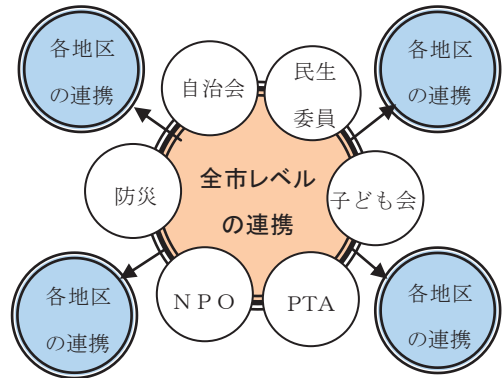 各地区
の連携
自治会
民生
委員
各地区
の連携
防災
全市レベル
の連携
子ども会
各地区
の連携
ＮＰＯ
PTA
各地区
の連携